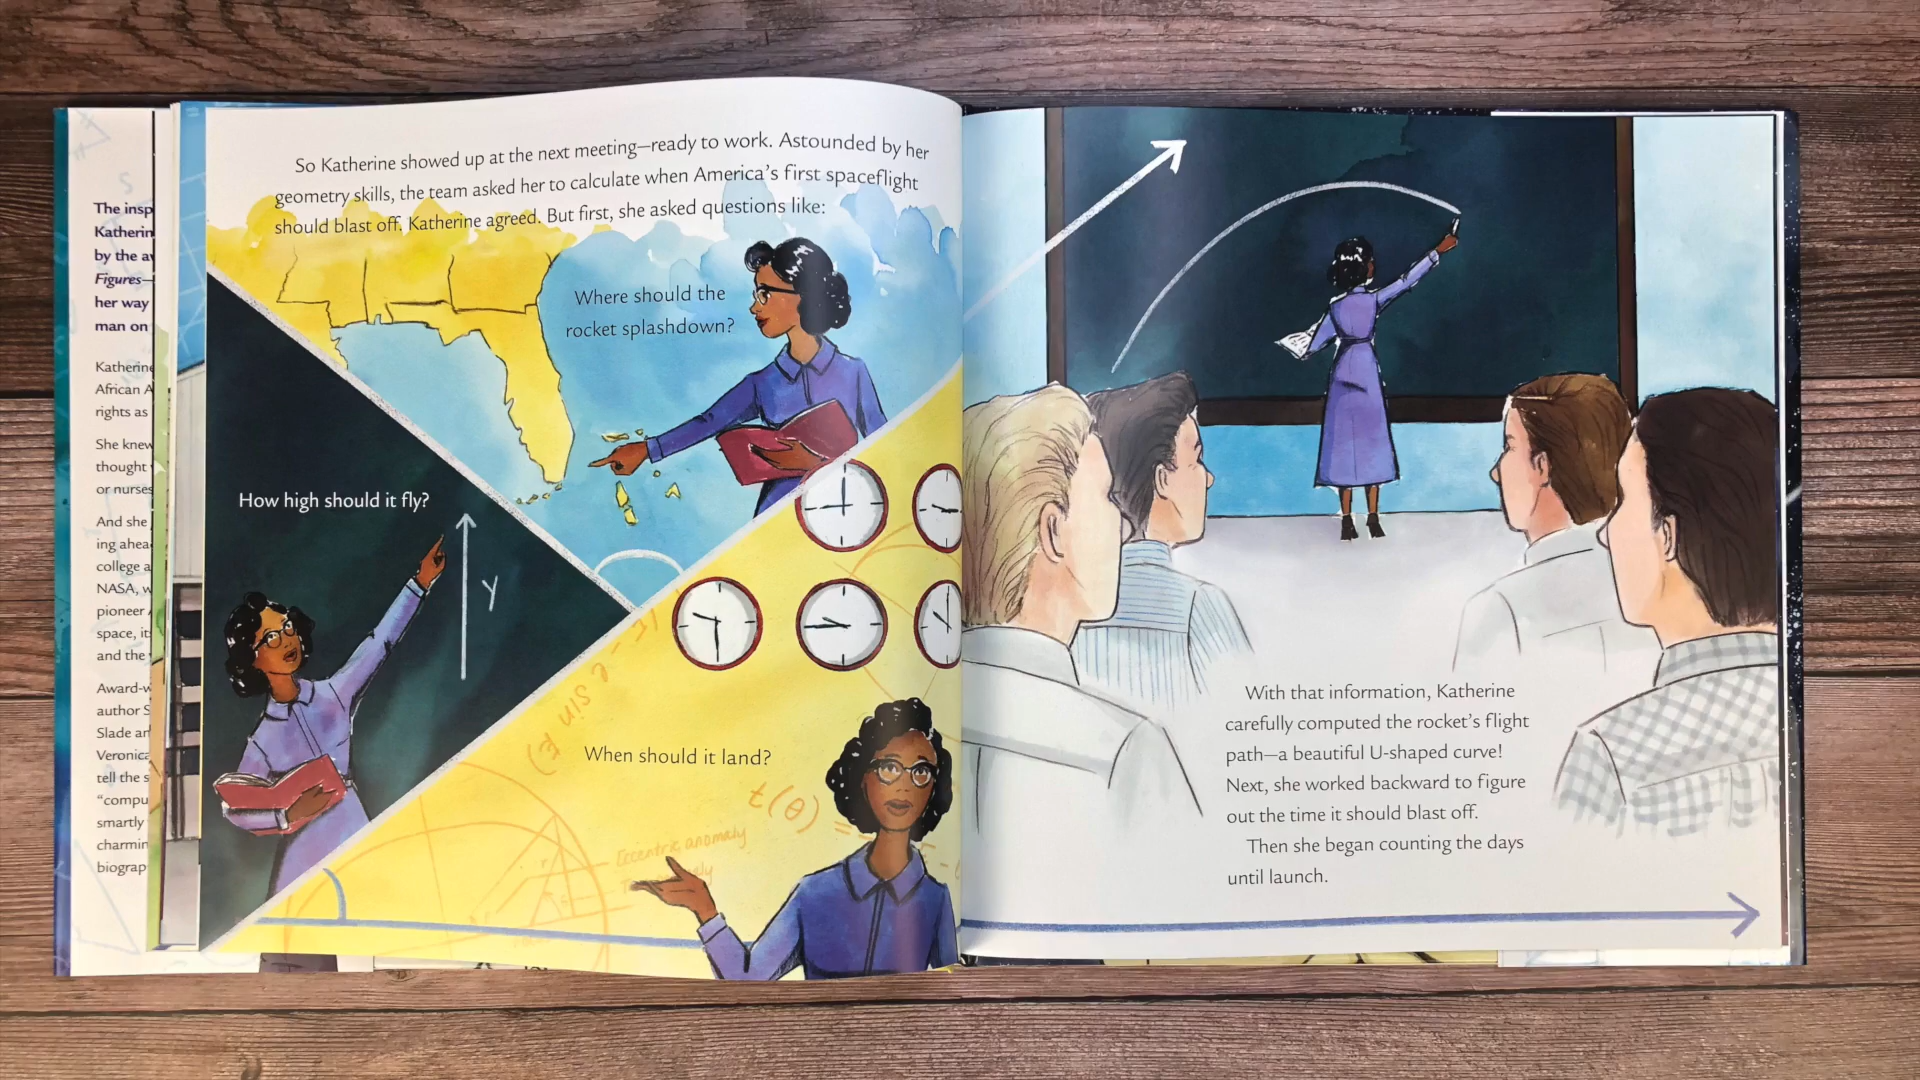 The insp
Katherin
by the a
Figures—
her way
man on
Katherine
African A
rights as
She knew
thought
or nurses
And she
ing ahea
college a
NASA, w
pioneer
space, it
and the
Award-w
author S
Slade an
Veronica
tell the s
“compu
smartly
charmin
biograp
So Katherine showed up at the next meeting—ready to work. Astounded by her
geometry skills, the team asked her to calculate when America’s first spaceflight
should blast off. Katherine agreed. But first, she asked questions like:
Where should the
rocket splashdown?
How high should it fly?
Y
When should it land?
t(θ) =
Eccentric anomaly
With that information, Katherine
carefully computed the rocket’s flight
path—a beautiful U-shaped curve!
Next, she worked backward to figure
out the time it should blast off.
Then she began counting the days
until launch.